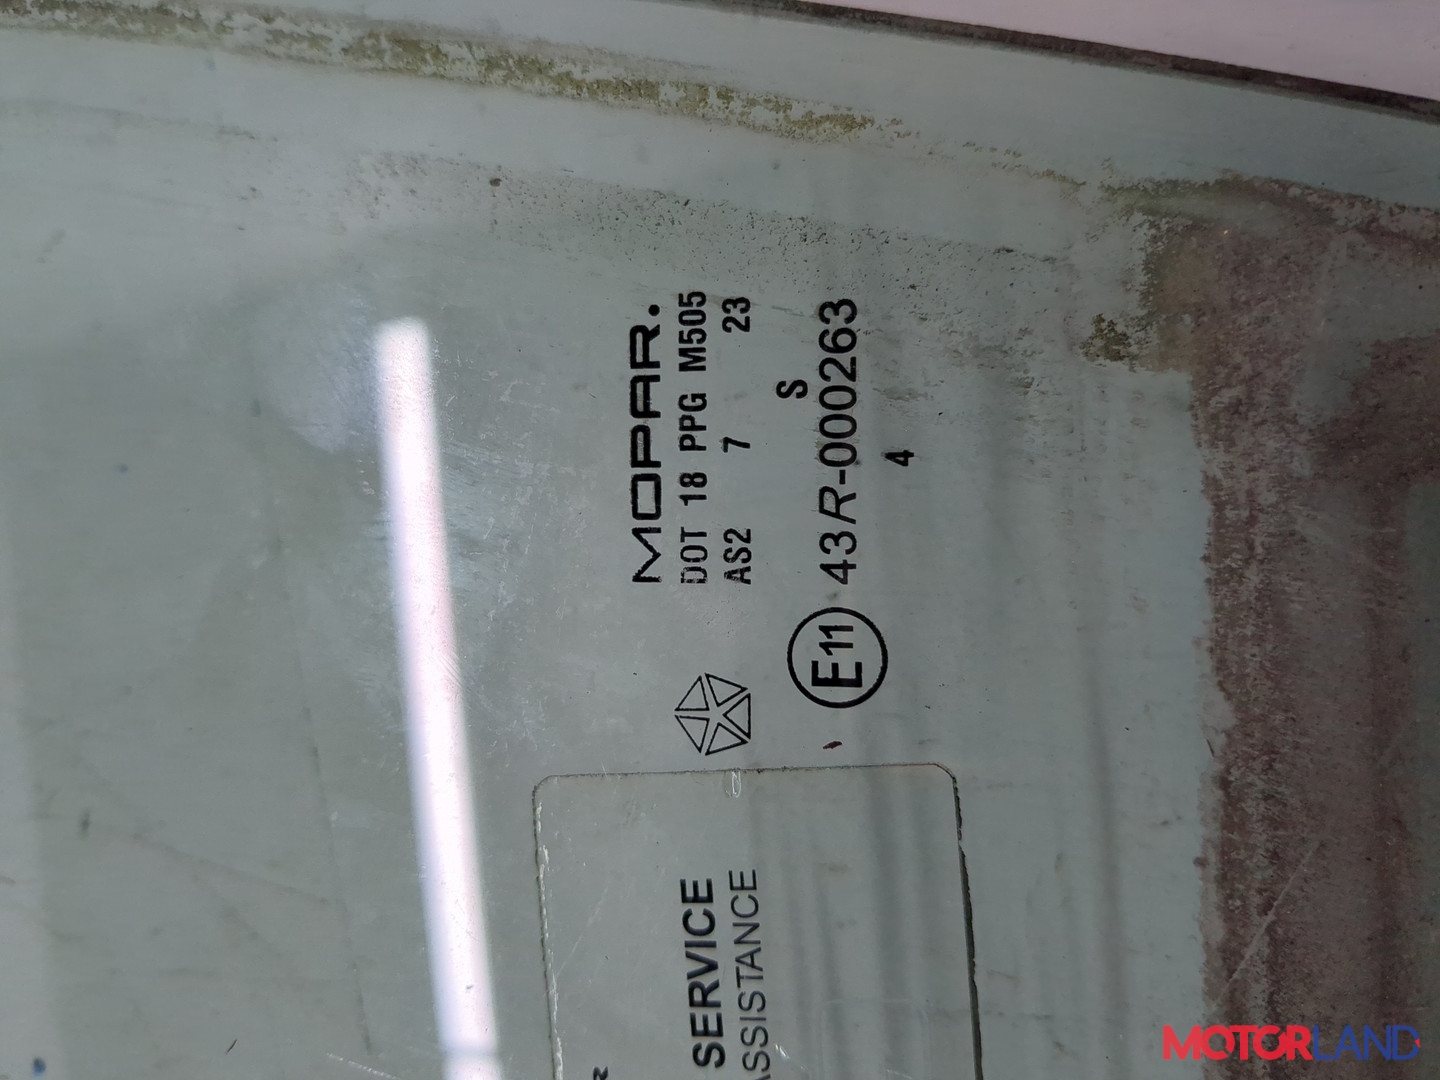 MOPAR.
DOT 18 PPG M505
AS2 7 23
S
E11 43R-000263
4
SERVICE
ASSISTANCE
MOTORLAND